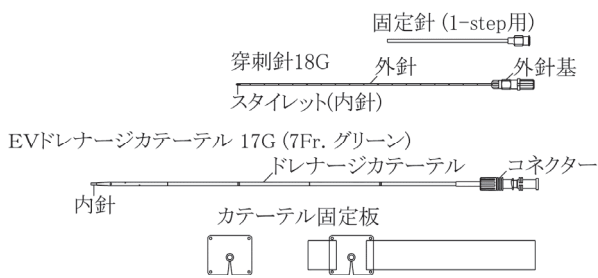 固定針 (1-step用)
穿刺針18G
外針
外針基
スタイレット(内針)
EVドレナージカテーテル 17G (7Fr. グリーン)
ドレナージカテーテル
コネクター
内針
カテーテル固定板